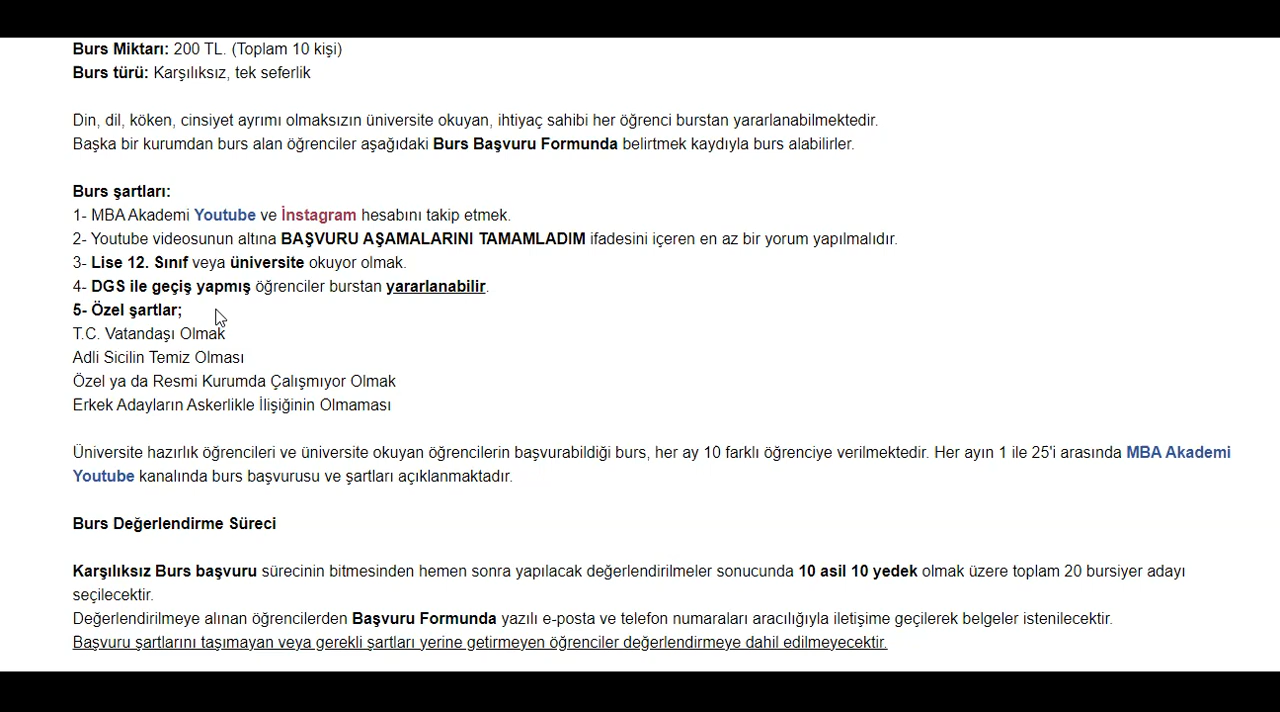 Burs Miktarı: 200 TL. (Toplam 10 kişi)
Burs türü: Karşılıksız, tek seferlik
Din, dil, köken, cinsiyet ayrımı olmaksızın üniversite okuyan, ihtiyaç sahibi her öğrenci burstan yararlanabilmektedir.
Başka bir kurumdan burs alan öğrenciler aşağıdaki Burs Başvuru Formunda belirtmek kaydıyla burs alabilirler.
Burs şartları:
1- MBA Akademi Youtube ve İnstagram hesabını takip etmek.
2- Youtube videosunun altına BAŞVURU AŞAMALARINI TAMAMLADIM ifadesini içeren en az bir yorum yapılmalıdır.
3- Lise 12. Sınıf veya üniversite okuyor olmak.
4- DGS ile geçiş yapmış öğrenciler burstan yararlanabilir.
5- Özel şartlar;
T.C. Vatandaşı Olmak
Adli Sicilin Temiz Olması
Özel ya da Resmi Kurumda Çalışmıyor Olmak
Erkek Adayların Askerlikle İlişiğinin Olmaması
Üniversite hazırlık öğrencileri ve üniversite okuyan öğrencilerin başvurabildiği burs, her ay 10 farklı öğrenciye verilmektedir. Her ayın 1 ile 25'i arasında MBA Akademi
Youtube kanalında burs başvurusu ve şartları açıklanmaktadır.
Burs Değerlendirme Süreci
Karşılıksız Burs başvuru sürecinin bitmesinden hemen sonra yapılacak değerlendirilmeler sonucunda 10 asil 10 yedek olmak üzere toplam 20 bursiyer adayı
seçilecektir.
Değerlendirilmeye alınan öğrencilerden Başvuru Formunda yazılı e-posta ve telefon numaraları aracılığıyla iletişime geçilerek belgeler istenilecektir.
Başvuru şartlarını taşımayan veya gerekli şartları yerine getirmeyen öğrenciler değerlendirmeye dahil edilmeyecektir.